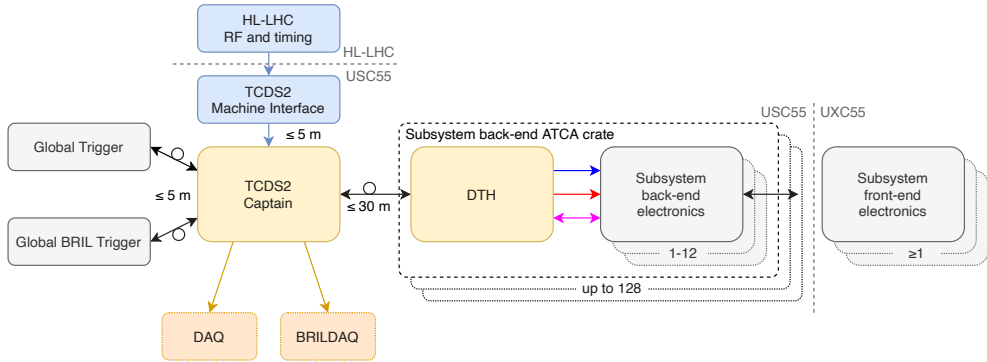 HL-LHC
RF and timing
HL-LHC
USC55
TCDS2
Machine Interface
≤ 5 m
USC55
UXC55
Subsystem back-end ATCA crate
Global Trigger
≤ 5 m
Global BRIL Trigger
TCDS2
Captain
≤ 30 m
DTH
Subsystem
back-end
electronics
1-12
up to 128
Subsystem
front-end
electronics
≥1
DAQ
BRILDAQ